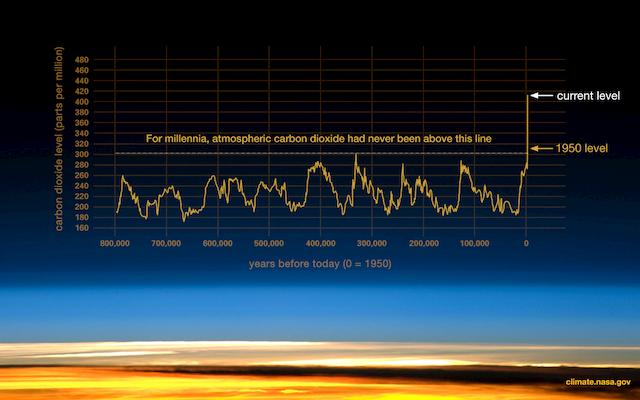 carbon dioxide level (parts per million)
480
460
440
420
400
380
360
340
320
300
280
260
240
220
200
180
160
For millennia, atmospheric carbon dioxide had never been above this line
current level
1950 level
800,000 700,000 600,000 500,000 400,000 300,000 200,000 100,000 0
years before today (0 = 1950)
climate.nasa.gov